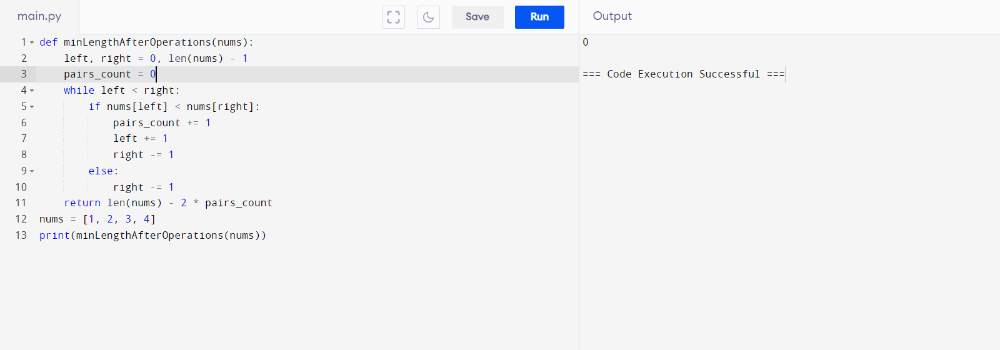 main.py
Save
Run
Output
1 def minLengthAfterOperations(nums):
2     left, right = 0, len(nums) - 1
3     pairs_count = 0
4     while left < right:
5         if nums[left] < nums[right]:
6             pairs_count += 1
7             left += 1
8             right -= 1
9         else:
10             right -= 1
11     return len(nums) - 2 * pairs_count
12 nums = [1, 2, 3, 4]
13 print(minLengthAfterOperations(nums))
0
=== Code Execution Successful ===